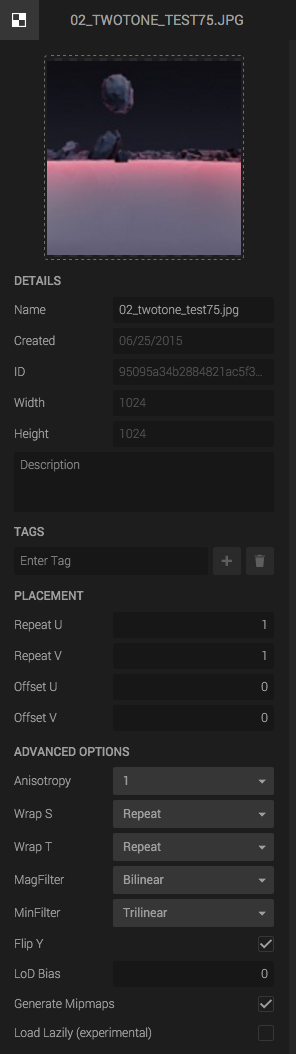 02_TWOTONE_TEST75.JPG
DETAILS
Name 02_twotone_test75.jpg
Created 06/25/2015
ID 95095a34b2884821ac5f3...
Width 1024
Height 1024
Description
TAGS
Enter Tag
PLACEMENT
Repeat U 1
Repeat V 1
Offset U 0
Offset V 0
ADVANCED OPTIONS
Anisotropy 1
Wrap S Repeat
Wrap T Repeat
MagFilter Bilinear
MinFilter Trilinear
Flip Y
LoD Bias 0
Generate Mipmaps
Load Lazily (experimental)